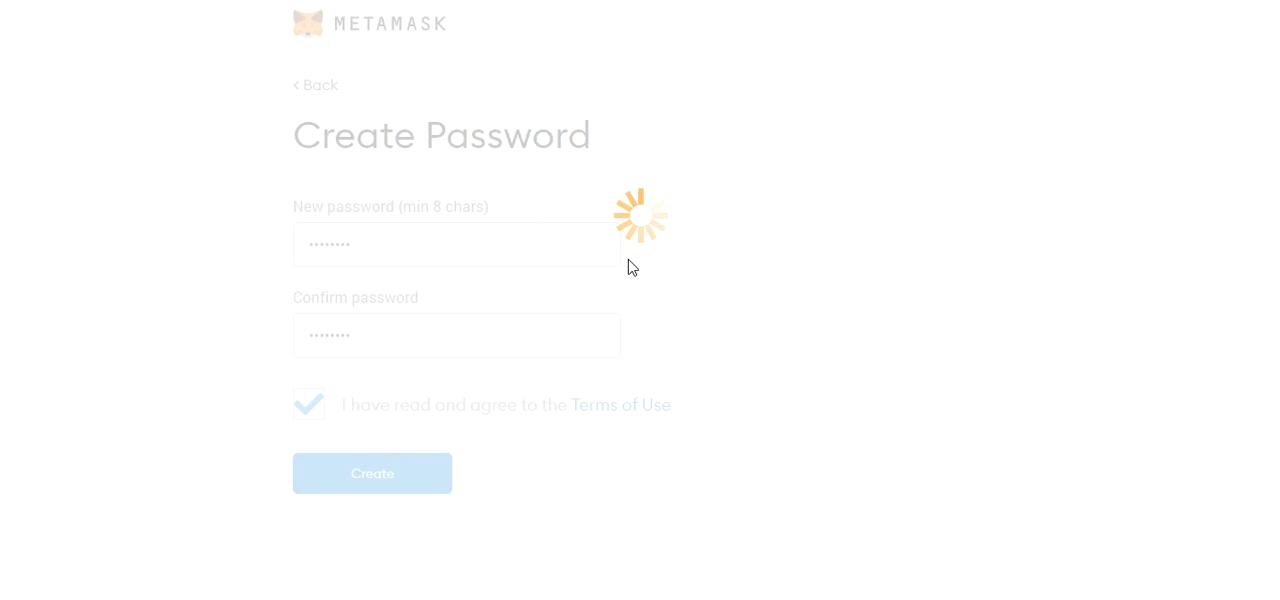 METAMASK
< Back
Create Password
New password (min 8 chars)
••••••••
Confirm password
••••••••
I have read and agree to the Terms of Use
Create